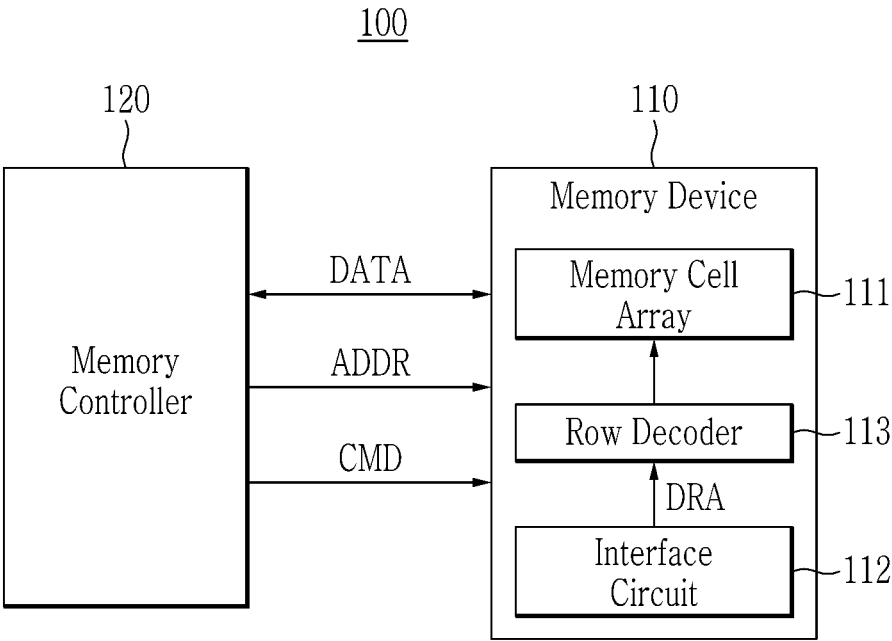 100
120
110
Memory Device
DATA
Memory Cell
Array
111
Memory
Controller
ADDR
Row Decoder
113
CMD
DRA
Interface
Circuit
112